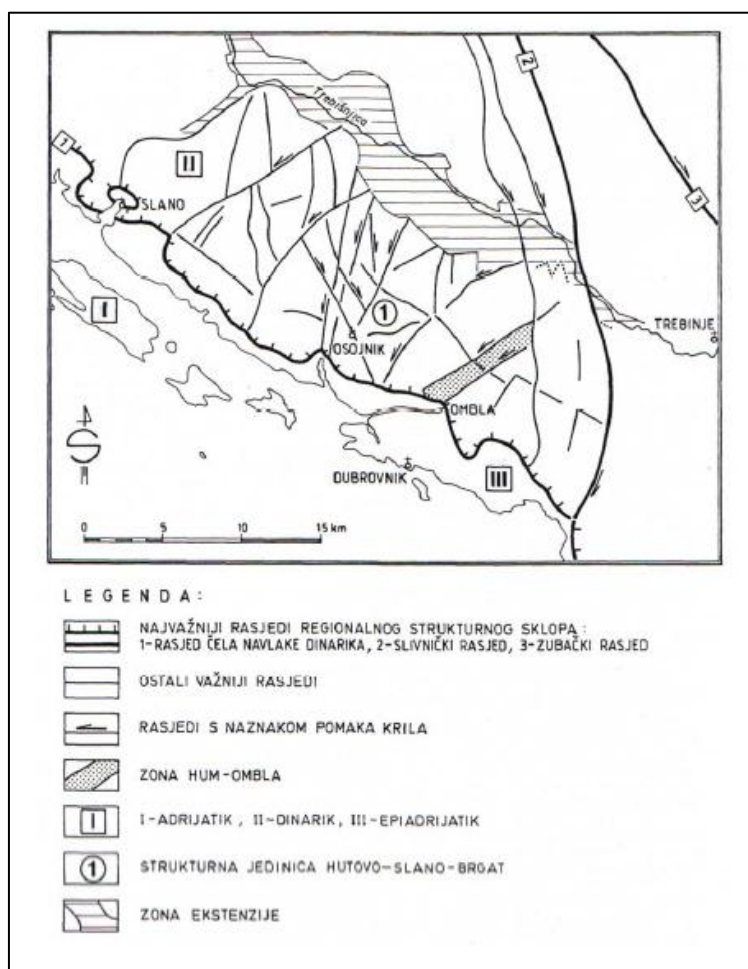 2
Trebišnjica
II
1
3
SLANO
I
1
TREBINJE
OSOJNIK
OMBLA
III
DUBROVNIK
0 5 10 15 km
LEGENDA:
NAJVAŽNIJI RASJEDI REGIONALNOG STRUKTURNOG SKLOPA:
1-RASJED ČELA NAVLAKE DINARIKA, 2-SLIVNIČKI RASJED, 3-ZUBAČKI RASJED
OSTALI VAŽNIJI RASJEDI
RASJEDI S NAZNAKOM POMAKA KRILA
ZONA HUM-OMBLA
I I-ADRIJATIK, II-DINARIK, III-EPIADRIJATIK
1 STRUKTURNA JEDINICA HUTOVO-SLANO-BRGAT
ZONA EKSTENZIJE